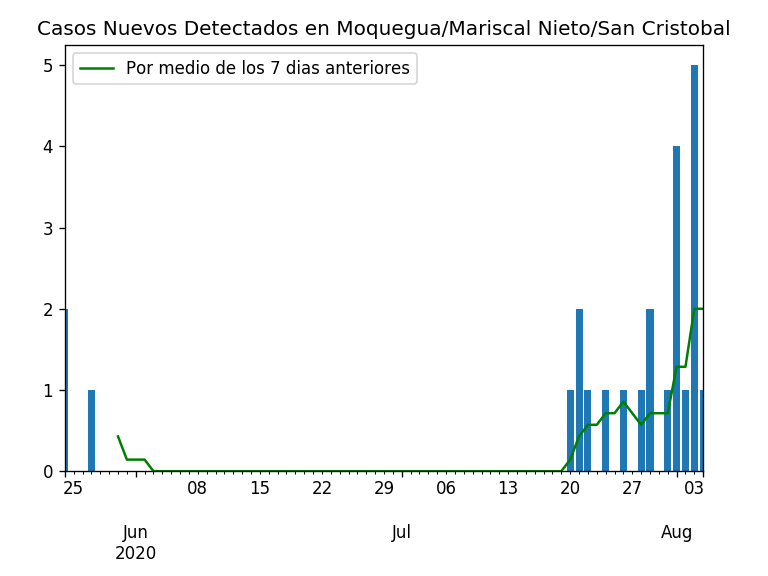 Casos Nuevos Detectados en Moquegua/Mariscal Nieto/San Cristobal
Por medio de los 7 dias anteriores
5
4
3
2
1
0
25 08 15 22 29 06 13 20 27 03
Jun Jul Aug
2020